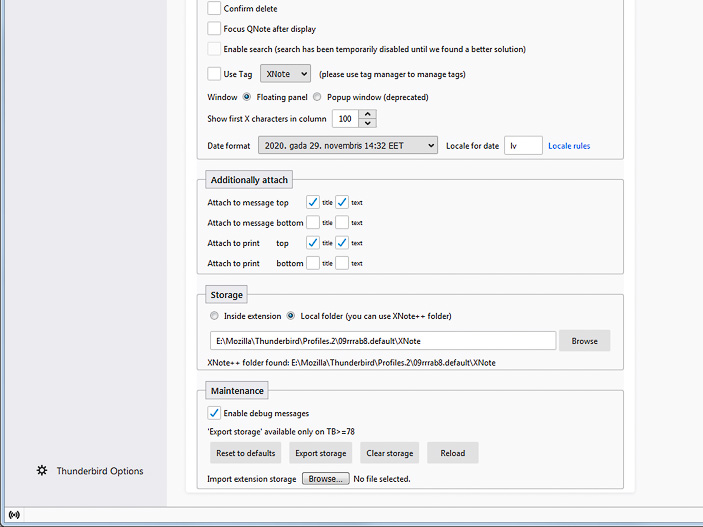 Confirm delete
Focus QNote after display
Enable search (search has been temporarily disabled until we found a better solution)
Use Tag XNote (please use tag manager to manage tags)
Window Floating panel Popup window (deprecated)
Show first X characters in column 100
Date format 2020. gada 29. novembris 14:32 EET Locale for date lv Locale rules
Additionally attach
Attach to message top title text
Attach to message bottom title text
Attach to print top title text
Attach to print bottom title text
Storage
Inside extension Local folder (you can use XNote++ folder)
E:\Mozilla\Thunderbird\Profiles.2\09rrrab8.default\XNote Browse
XNote++ folder found: E:\Mozilla\Thunderbird\Profiles.2\09rrrab8.default\XNote
Maintenance
Enable debug messages
'Export storage' available only on TB>=78
Reset to defaults Export storage Clear storage Reload
Import extension storage Browse... No file selected.
Thunderbird Options